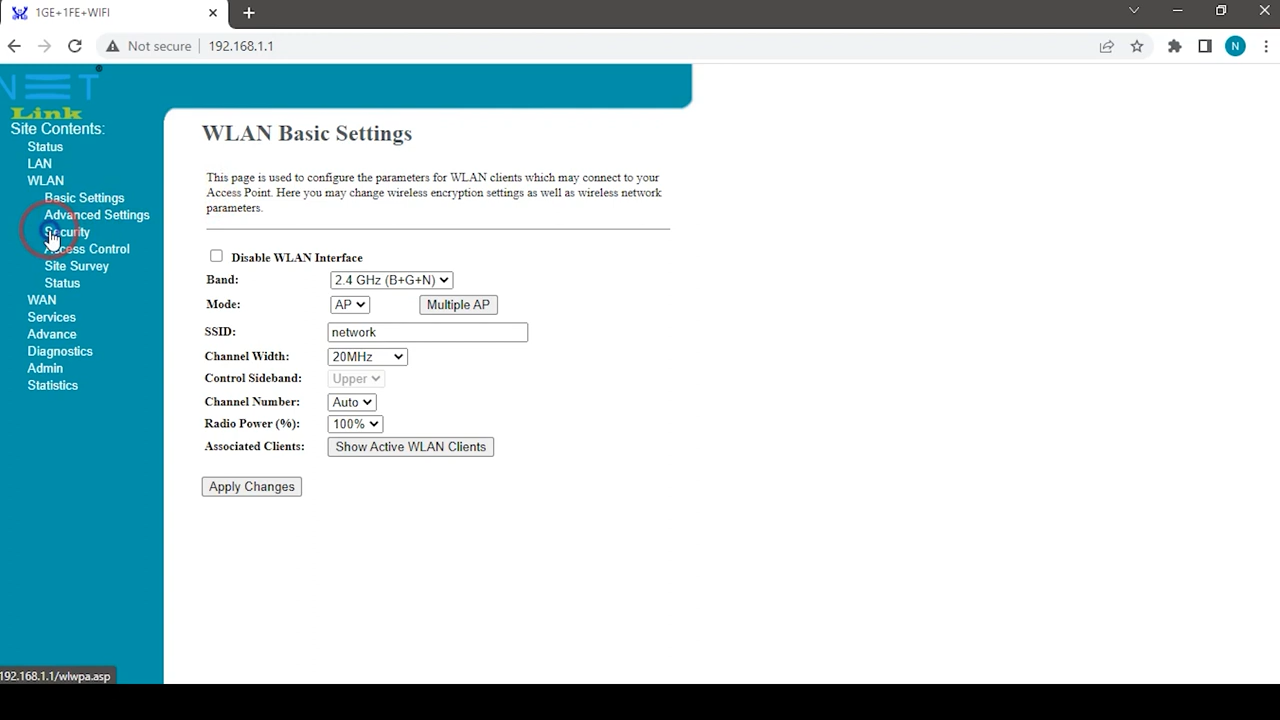 1GE+1FE+WIFI
Not secure 192.168.1.1 N
NET
Link
Site Contents:
Status
LAN
WLAN
Basic Settings
Advanced Settings
Security
Access Control
Site Survey
Status
WAN
Services
Advance
Diagnostics
Admin
Statistics
WLAN Basic Settings
This page is used to configure the parameters for WLAN clients which may connect to your
Access Point. Here you may change wireless encryption settings as well as wireless network
parameters.
Disable WLAN Interface
Band: 2.4 GHz (B+G+N)
Mode: AP Multiple AP
SSID: network
Channel Width: 20MHz
Control Sideband: Upper
Channel Number: Auto
Radio Power (%): 100%
Associated Clients: Show Active WLAN Clients
Apply Changes
192.168.1.1/wlwpa.asp